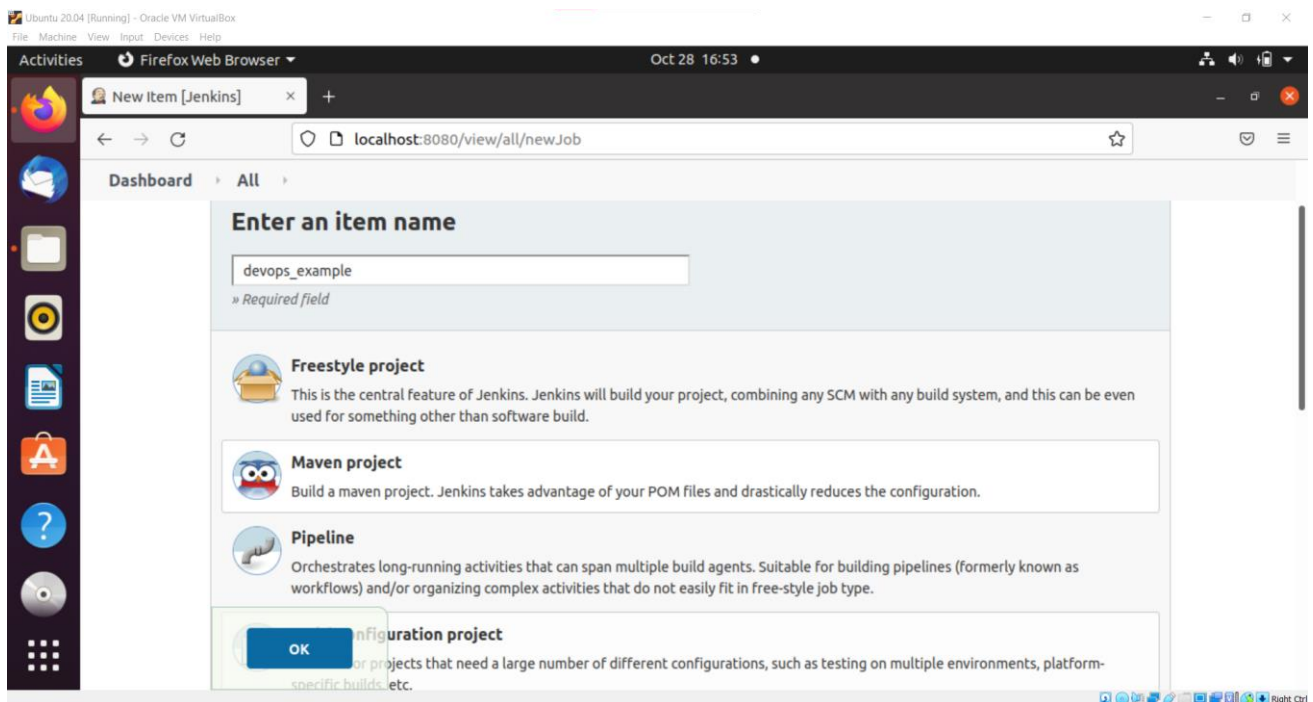 Ubuntu 20.04 [Running] - Oracle VM VirtualBox
File Machine View Input Devices Help
Activities Firefox Web Browser Oct 28 16:53
New Item [Jenkins]
localhost:8080/view/all/newJob
Dashboard All
Enter an item name
devops_example
» Required field
Freestyle project
This is the central feature of Jenkins. Jenkins will build your project, combining any SCM with any build system, and this can be even
used for something other than software build.
Maven project
Build a maven project. Jenkins takes advantage of your POM files and drastically reduces the configuration.
Pipeline
Orchestrates long-running activities that can span multiple build agents. Suitable for building pipelines (formerly known as
workflows) and/or organizing complex activities that do not easily fit in free-style job type.
nfiguration project
OK
or projects that need a large number of different configurations, such as testing on multiple environments, platform-
specific builds, etc.
Right Ctrl